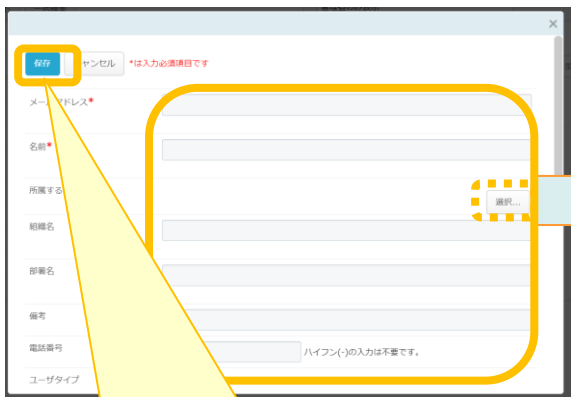 ×
保存 ャンセル *は入力必須項目です
メールアドレス*
名前*
所属する
選択...
組織名
部署名
備考
電話番号 ハイフン(-)の入力は不要です。
ユーザタイプ